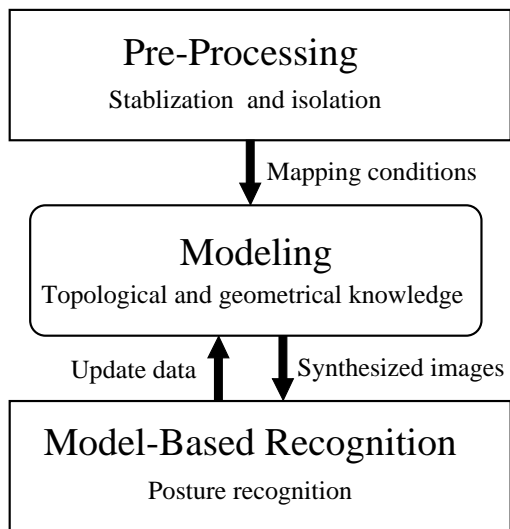 Pre-Processing
Stablization and isolation
Mapping conditions
Modeling
Topological and geometrical knowledge
Update data
Synthesized images
Model-Based Recognition
Posture recognition